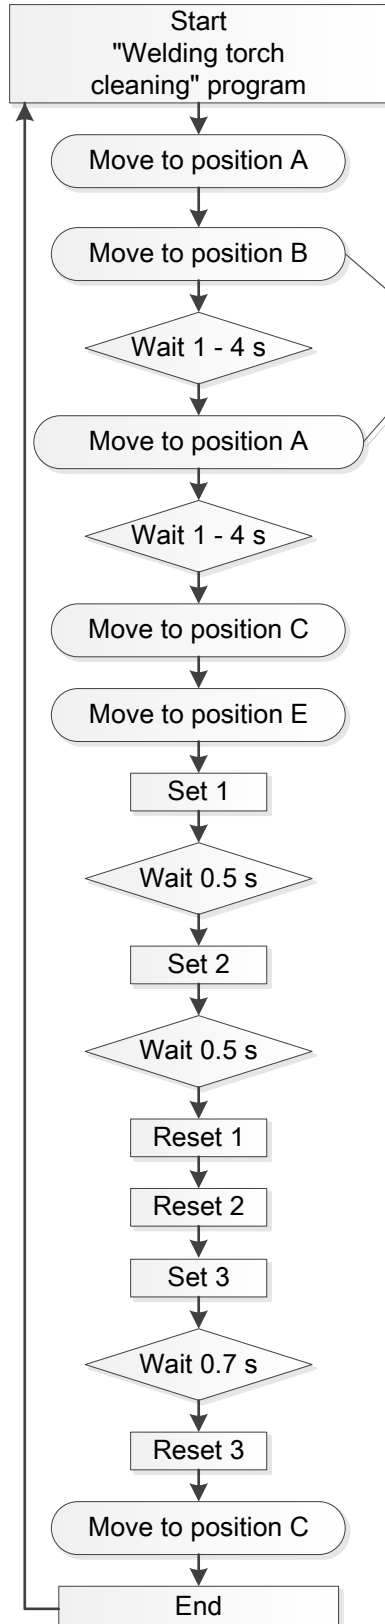 Start
"Welding torch
cleaning" program
Move to position A
Move to position B
Wait 1 - 4 s
Move to position A
Wait 1 - 4 s
Move to position C
Move to position E
Set 1
Wait 0.5 s
Set 2
Wait 0.5 s
Reset 1
Reset 2
Set 3
Wait 0.7 s
Reset 3
Move to position C
End